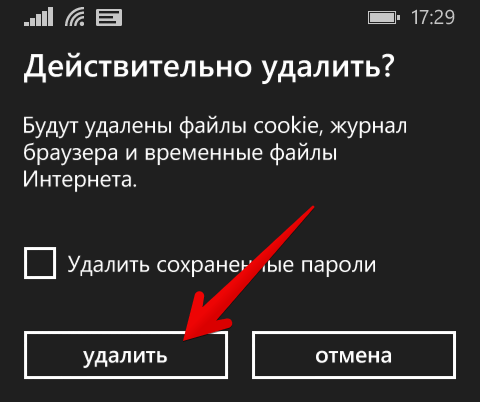 17:29
Действительно удалить?
Будут удалены файлы cookie, журнал
браузера и временные файлы
Интернета.
Удалить сохраненные пароли
удалить
отмена